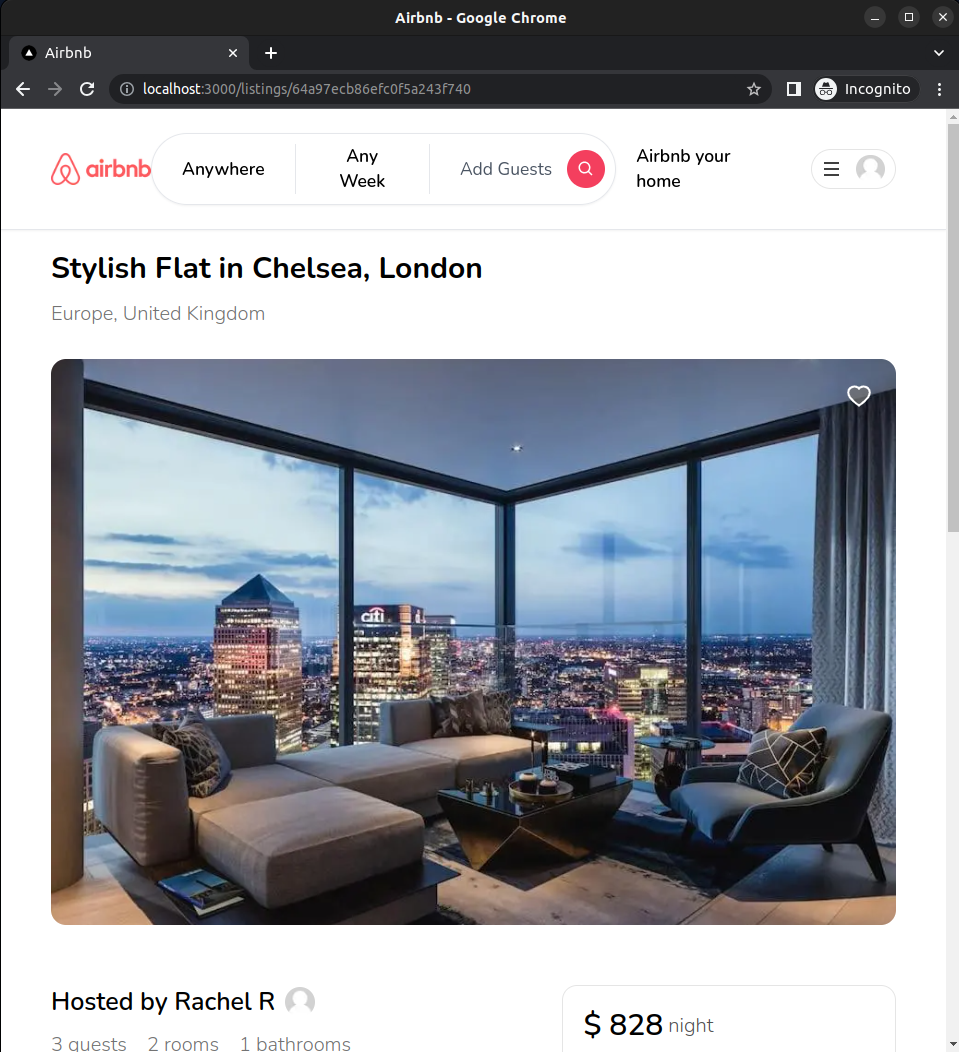 Airbnb - Google Chrome
Airbnb
localhost:3000/listings/64a97ecb86efc0f5a243f740
Incognito
airbnb
Anywhere
Any
Week
Add Guests
Airbnb your
home
Stylish Flat in Chelsea, London
Europe, United Kingdom
citi
Hosted by Rachel R
3 guests 2 rooms 1 bathrooms
$ 828 night